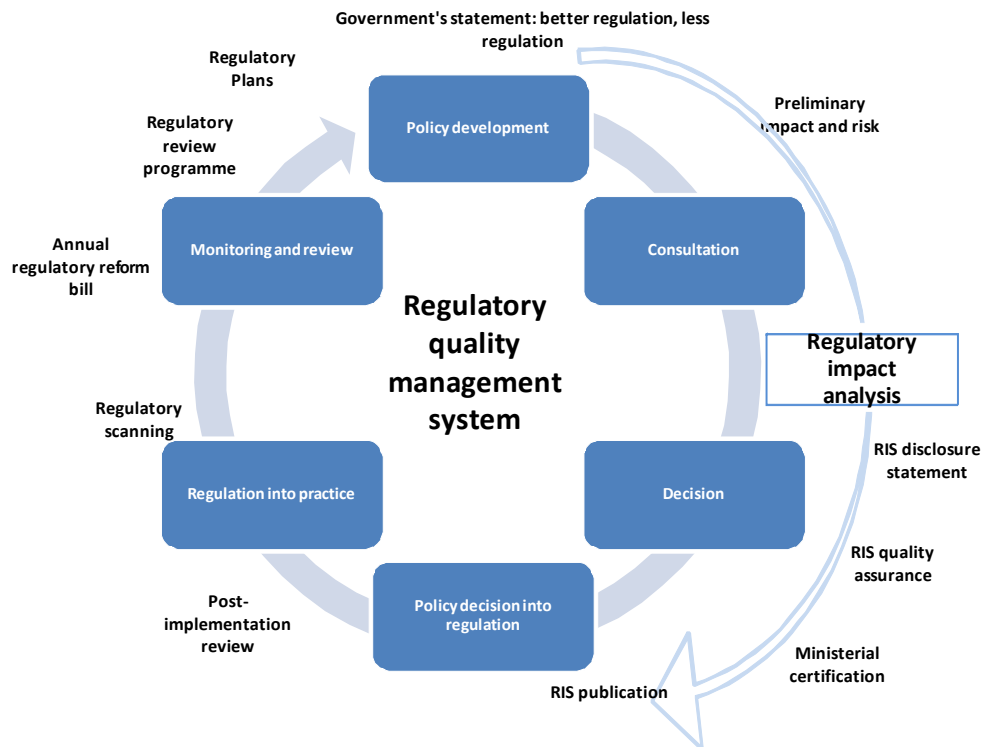 Government's statement: better regulation, less
regulation
Regulatory
Plans
Policy development
Preliminary
impact and risk
Regulatory
review
programme
Monitoring and review
Consultation
Annual
regulatory reform
bill
Regulatory
quality
management
system
Regulatory
impact
analysis
Regulatory
scanning
RIS disclosure
statement
Regulation into practice
Decision
RIS quality
assurance
Policy decision into
regulation
Post-
implementation
review
Ministerial
certification
RIS publication